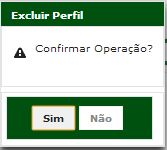 Excluir Perfil
Confirmar Operação?
Sim
Não